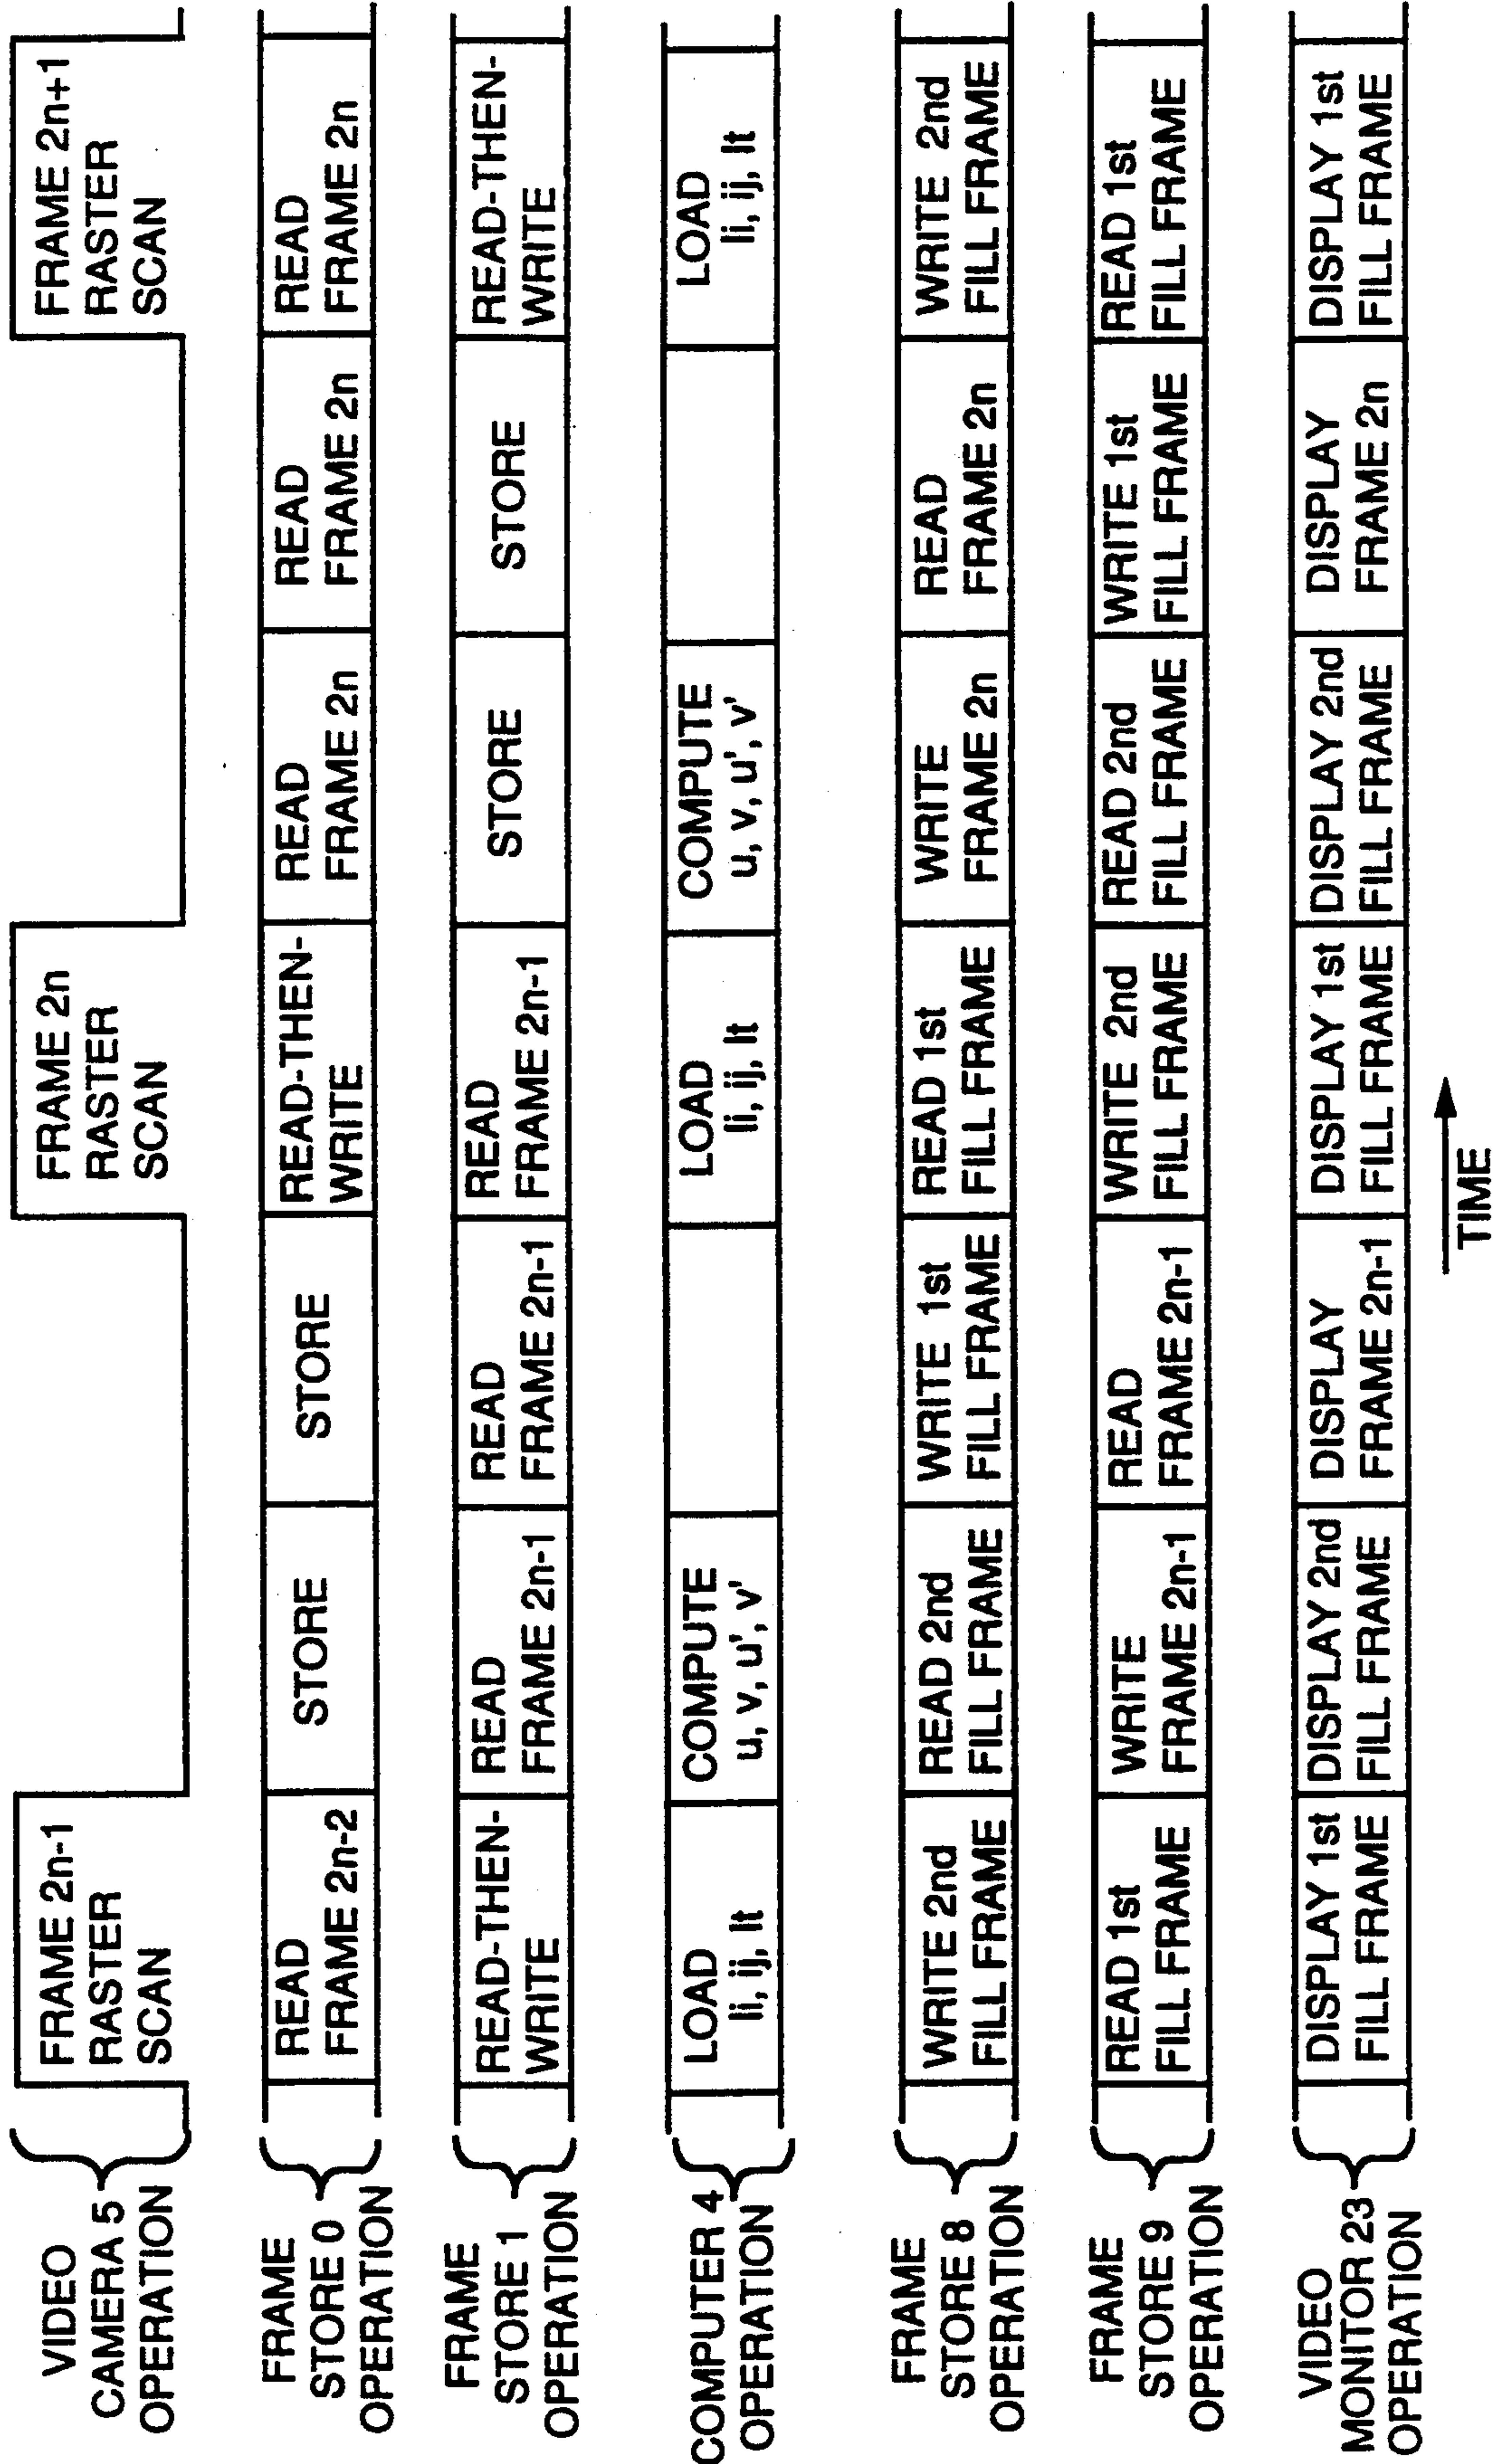 VIDEO
CAMERA 5
OPERATION
FRAME 2n-1
RASTER
SCAN
FRAME 2n
RASTER
SCAN
FRAME 2n+1
RASTER
SCAN
FRAME
STORE 0
OPERATION
READ
FRAME 2n-2
STORE
STORE
READ-THEN-
WRITE
READ
FRAME 2n
READ
FRAME 2n
READ
FRAME 2n
FRAME
STORE 1
OPERATION
READ-THEN-
WRITE
READ
FRAME 2n-1
READ
FRAME 2n-1
READ
FRAME 2n-1
STORE
STORE
READ-THEN-
WRITE
COMPUTER 4
OPERATION
LOAD
Ii, Ij, It
COMPUTE
u, v, u', v'
LOAD
Ii, ij, It
COMPUTE
u, v, u', v'
LOAD
Ii, ij, It
FRAME
STORE 8
OPERATION
WRITE 2nd
FILL FRAME
READ 2nd
FILL FRAME
WRITE 1st
FILL FRAME
READ 1st
FILL FRAME
WRITE
FRAME 2n
READ
FRAME 2n
WRITE 2nd
FILL FRAME
FRAME
STORE 9
OPERATION
READ 1st
FILL FRAME
WRITE
FRAME 2n-1
READ
FRAME 2n-1
WRITE 2nd
FILL FRAME
READ 2nd
FILL FRAME
WRITE 1st
FILL FRAME
READ 1st
FILL FRAME
VIDEO
MONITOR 23
OPERATION
DISPLAY 1st
FILL FRAME
DISPLAY 2nd
FILL FRAME
DISPLAY
FRAME 2n-1
DISPLAY 1st
FILL FRAME
DISPLAY 2nd
FILL FRAME
DISPLAY
FRAME 2n
DISPLAY 1st
FILL FRAME
TIME